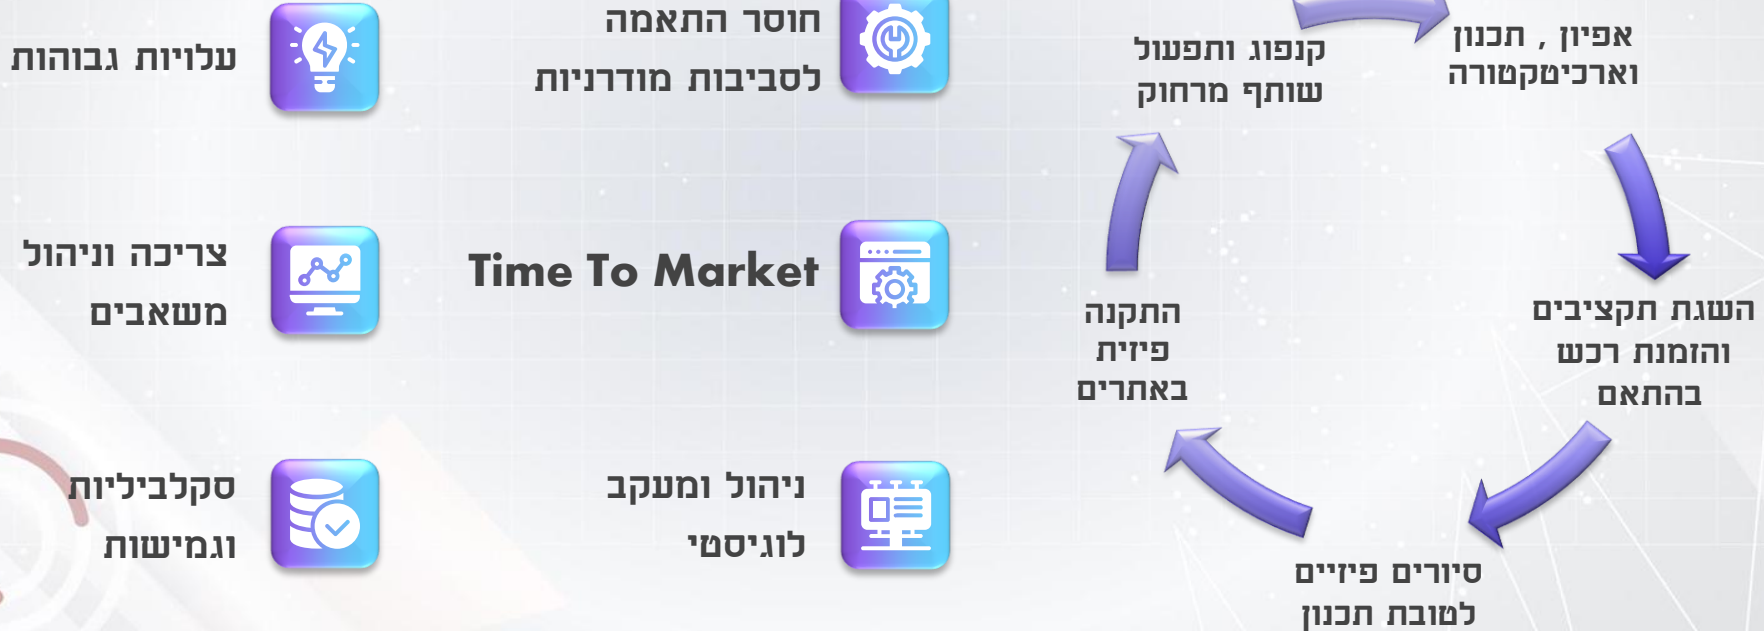 אפיון , תכנון
וארכיטקטורה
השגת תקציבים
והזמנת רכש
בהתאם
סיורים פיזיים
לטובת תכנון
התקנה
פיזית
באתרים
קנפוג ותפעול
שותף מרחוק
חוסר התאמה
לסביבות מודרניות
Time To Market
ניהול ומעקב
לוגיסטי
עלויות גבוהות
צריכה וניהול
משאבים
סקלביליות
וגמישות